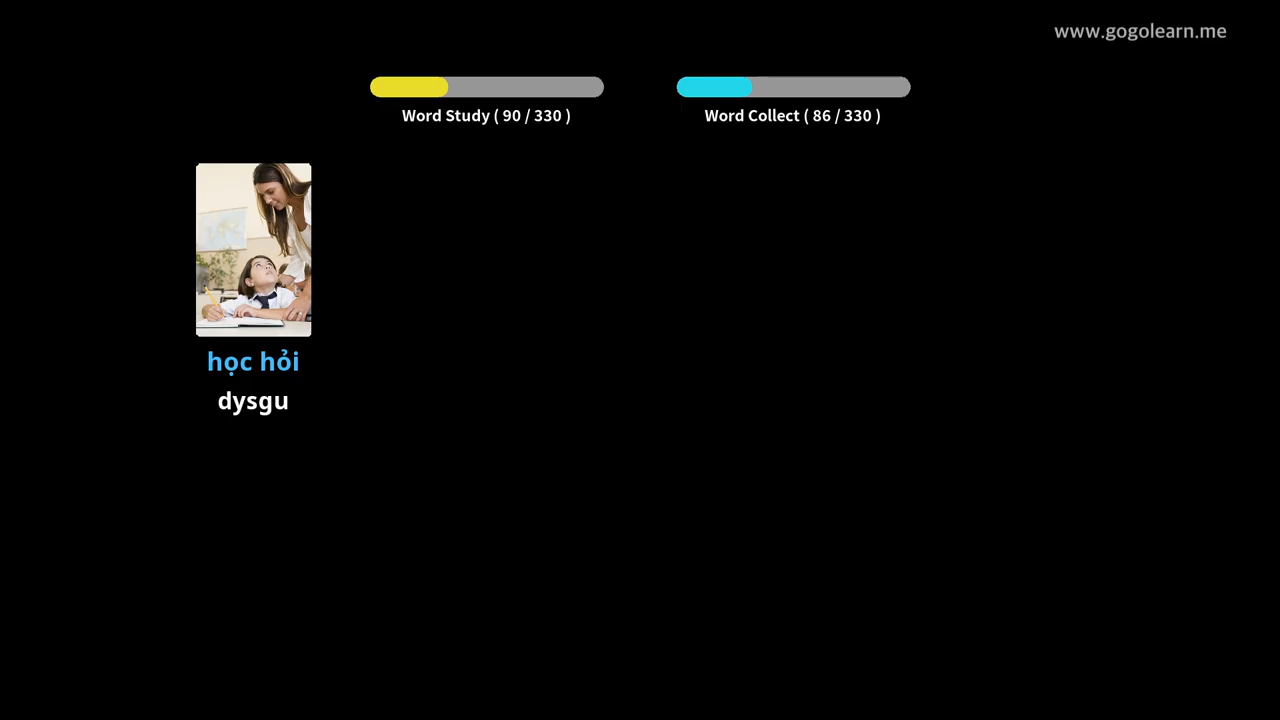 www.gogolearn.me
Word Study ( 90 / 330 )
Word Collect ( 86 / 330 )
học hỏi
dysgu